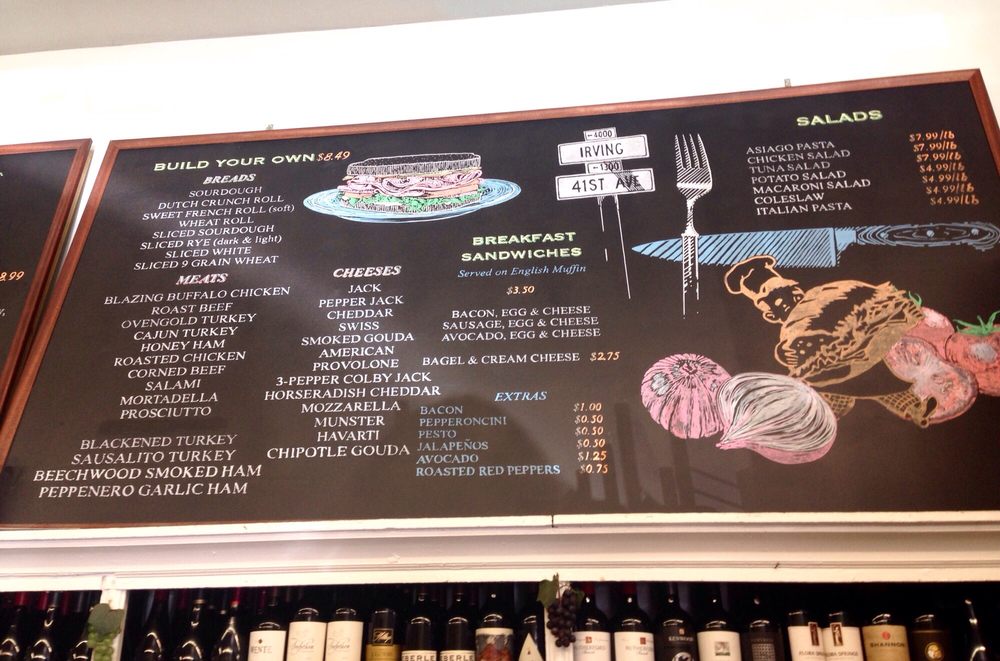 8.99
BUILD YOUR OWN $8.49
BREADS
SOURDOUGH
DUTCH CRUNCH ROLL
SWEET FRENCH ROLL (soft)
WHEAT ROLL
SLICED SOURDOUGH
SLICED RYE (dark & light)
SLICED WHITE
SLICED 9 GRAIN WHEAT
MEATS
BLAZING BUFFALO CHICKEN
ROAST BEEF
OVENGOLD TURKEY
CAJUN TURKEY
HONEY HAM
ROASTED CHICKEN
CORNED BEEF
SALAMI
MORTADELLA
PROSCIUTTO
BLACKENED TURKEY
SAUSALITO TURKEY
BEECHWOOD SMOKED HAM
PEPPENERO GARLIC HAM
CHEESES
JACK
PEPPER JACK
CHEDDAR
SWISS
SMOKED GOUDA
AMERICAN
PROVOLONE
3-PEPPER COLBY JACK
HORSERADISH CHEDDAR
MOZZARELLA
MUNSTER
HAVARTI
CHIPOTLE GOUDA
BREAKFAST
SANDWICHES
Served on English Muffin
$3.50
BACON, EGG & CHEESE
SAUSAGE, EGG & CHEESE
AVOCADO, EGG & CHEESE
BAGEL & CREAM CHEESE $2.75
EXTRAS
BACON $1.00
PEPPERONCINI $0.50
PESTO $0.50
JALAPEÑOS $0.50
AVOCADO $1.25
ROASTED RED PEPPERS $0.75
4000
IRVING
1300
41ST AVE
SALADS
ASIAGO PASTA $7.99/lb
CHICKEN SALAD $7.99/lb
TUNA SALAD $7.99/lb
POTATO SALAD $4.99/lb
MACARONI SALAD $4.99/lb
COLESLAW $4.99/lb
ITALIAN PASTA $4.99/lb
WENTE
EBERLE
EBERLE
KENWOOD
SHANNON